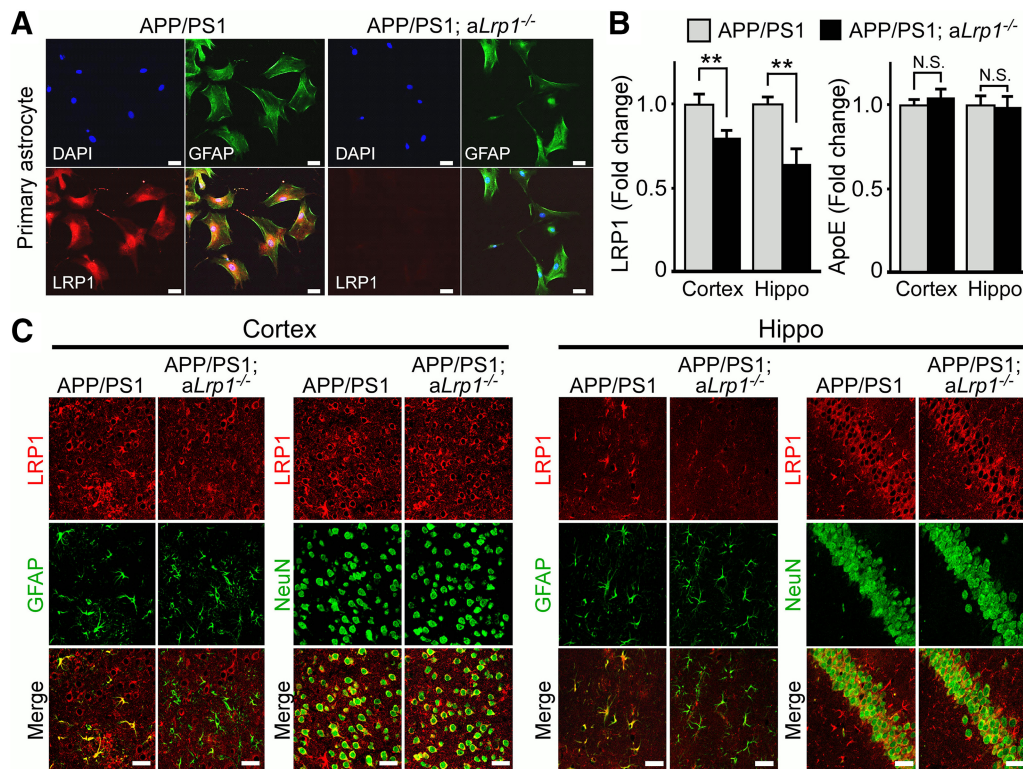 A
APP/PS1
APP/PS1; aLrp1-/-
Primary astrocyte
DAPI
GFAP
DAPI
GFAP
LRP1
LRP1
B
APP/PS1
APP/PS1; aLrp1-/-
LRP1 (Fold change)
1.0
0.5
0
**
**
Cortex
Hippo
ApoE (Fold change)
1.0
0.5
0
N.S.
N.S.
Cortex
Hippo
C
Cortex
APP/PS1
APP/PS1;
aLrp1-/-
APP/PS1
APP/PS1;
aLrp1-/-
LRP1
LRP1
GFAP
NeuN
Merge
Merge
Hippo
APP/PS1
APP/PS1;
aLrp1-/-
APP/PS1
APP/PS1;
aLrp1-/-
LRP1
LRP1
GFAP
NeuN
Merge
Merge